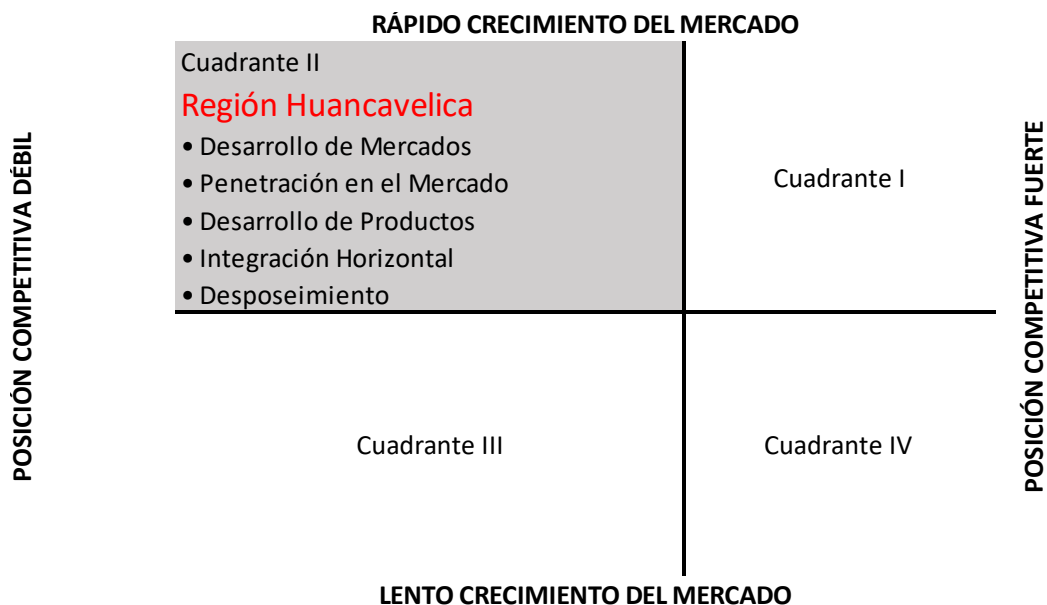 RÁPIDO CRECIMIENTO DEL MERCADO
POSICIÓN COMPETITIVA DÉBIL
Cuadrante II
Región Huancavelica
• Desarrollo de Mercados
• Penetración en el Mercado
• Desarrollo de Productos
• Integración Horizontal
• Desposeimiento
Cuadrante I
POSICIÓN COMPETITIVA FUERTE
Cuadrante III
Cuadrante IV
LENTO CRECIMIENTO DEL MERCADO